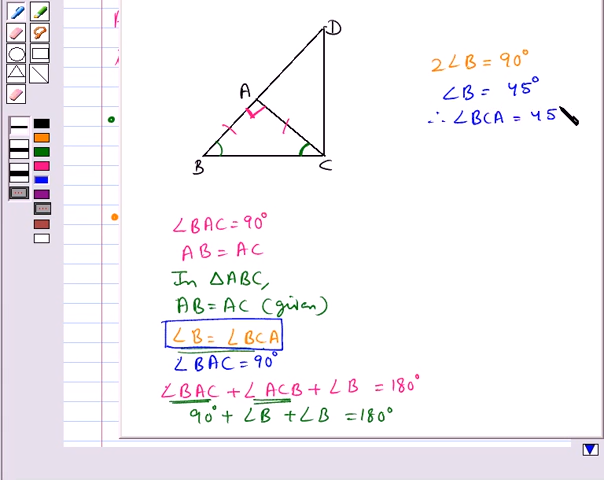 D
A
B
C
∠BAC = 90°
AB = AC
In △ABC,
AB = AC (given)
∠B = ∠BCA
∠BAC = 90°
∠BAC + ∠ACB + ∠B = 180°
90° + ∠B + ∠B = 180°
2∠B = 90°
∠B = 45°
∴ ∠BCA = 45